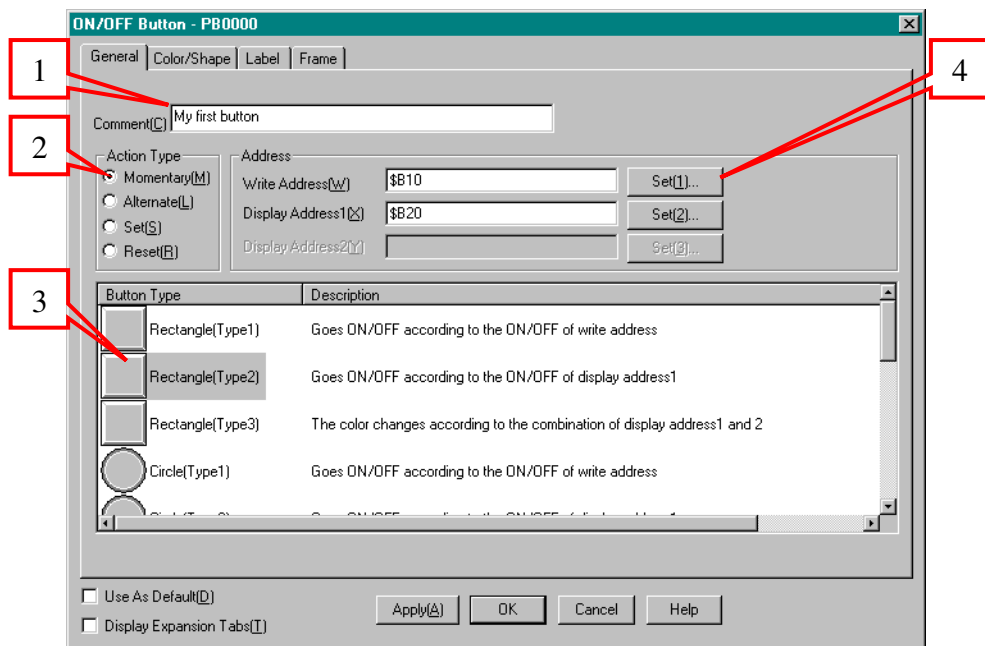 ON/OFF Button - PB0000
General Color/Shape Label Frame
1
4
Comment(C) My first button
2
Action Type
Address
Momentary(M)
Write Address(W) $B10 Set(1)...
Alternate(L)
Display Address1(X) $B20 Set(2)...
Set(S)
Display Address2(Y) Set(3)...
Reset(R)
3
Button Type Description
Rectangle(Type1) Goes ON/OFF according to the ON/OFF of write address
Rectangle(Type2) Goes ON/OFF according to the ON/OFF of display address1
Rectangle(Type3) The color changes according to the combination of display address1 and 2
Circle(Type1) Goes ON/OFF according to the ON/OFF of write address
Use As Default(D)
Apply(A) OK Cancel Help
Display Expansion Tabs(T)